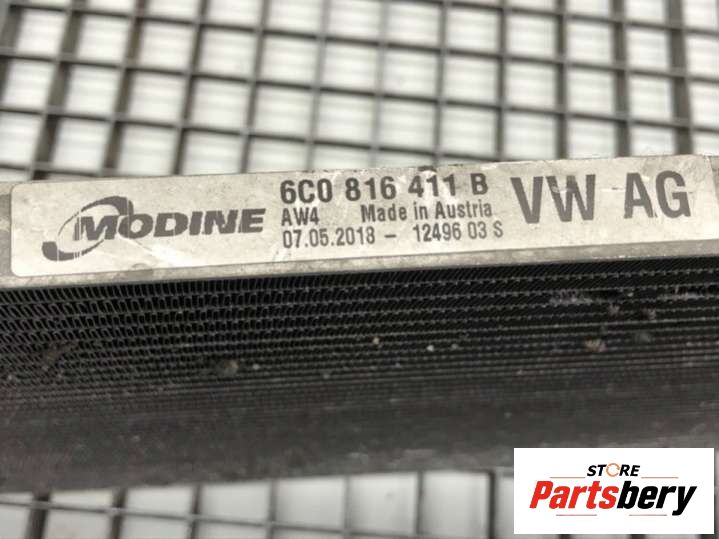 MODINE
6C0 816 411 B
AW4 Made in Austria
07.05.2018 - 12496 03 S
VW AG
STORE
Partsbery